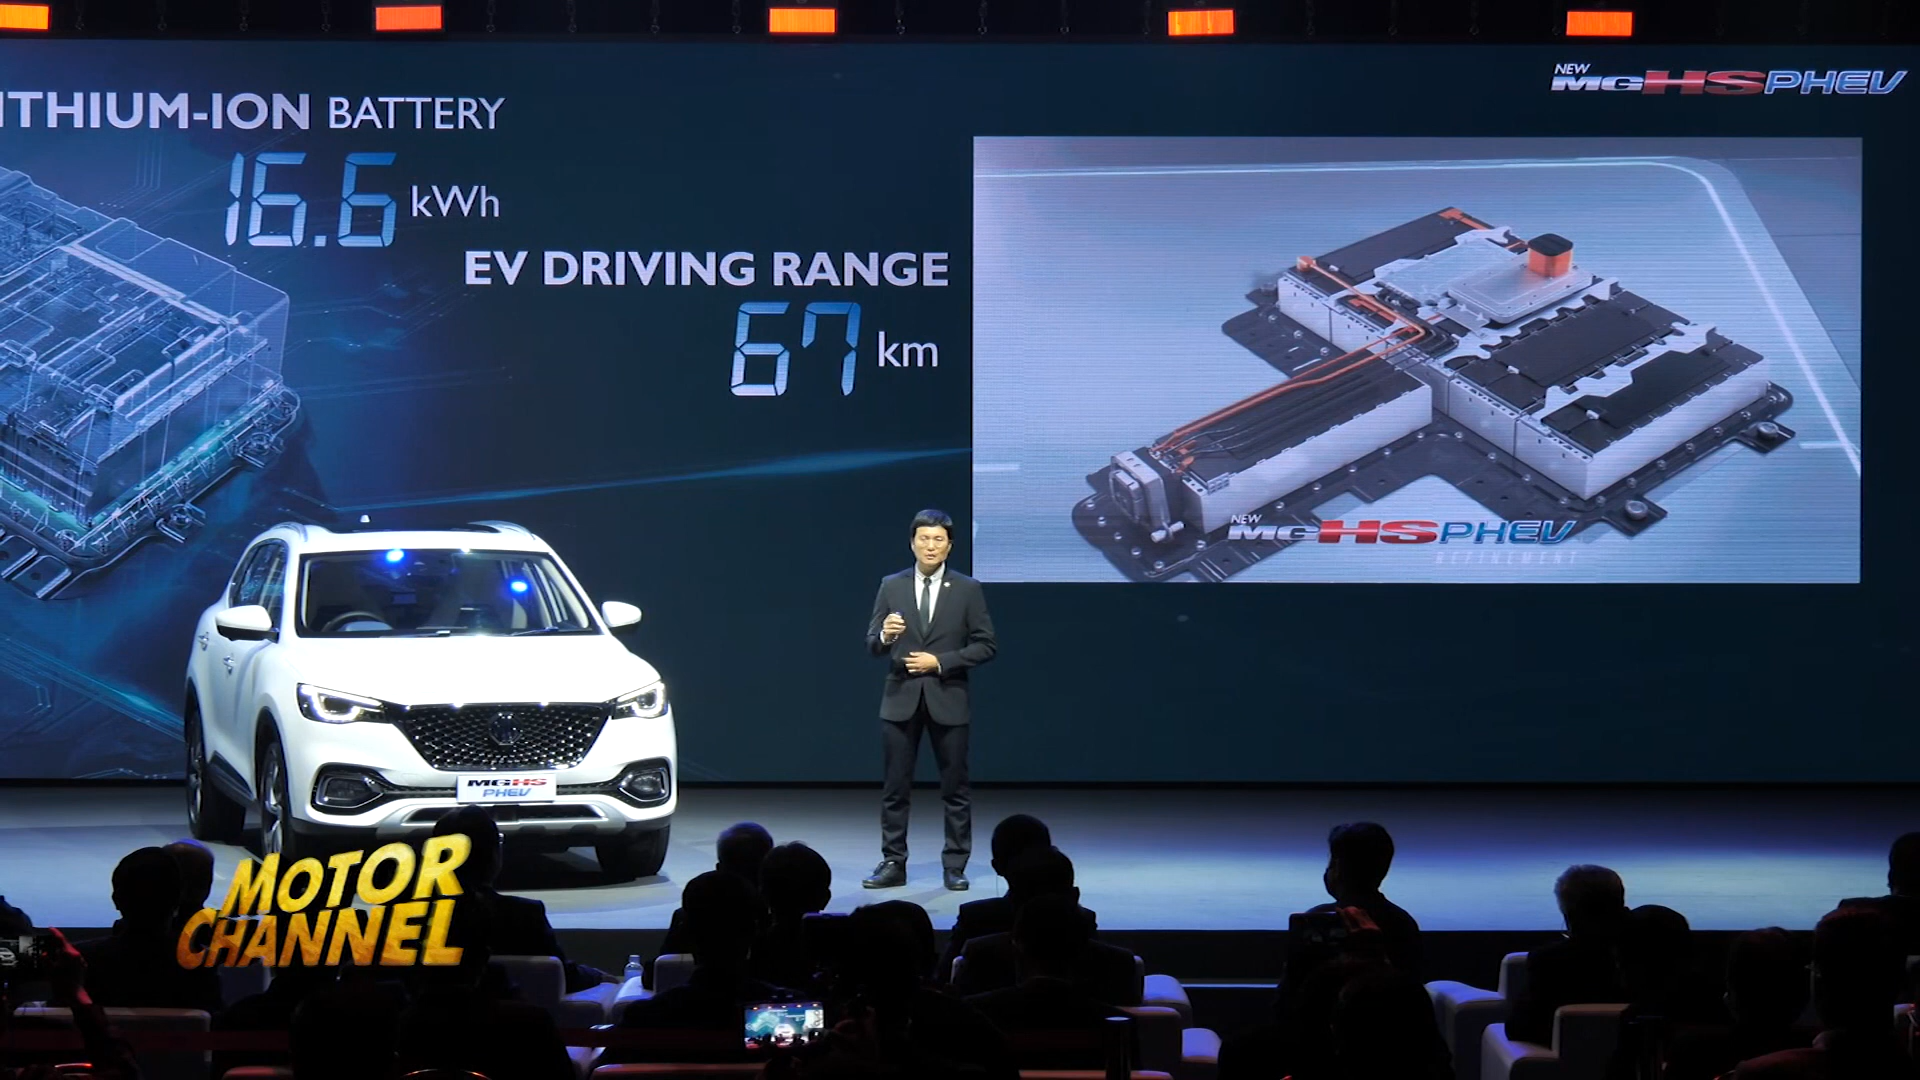 ITHIUM-ION BATTERY
16.6 kWh
EV DRIVING RANGE
67 km
NEW
MG HS PHEV
NEW
MG HS PHEV
REFINEMENT
MG HS
PHEV
MOTOR
CHANNEL